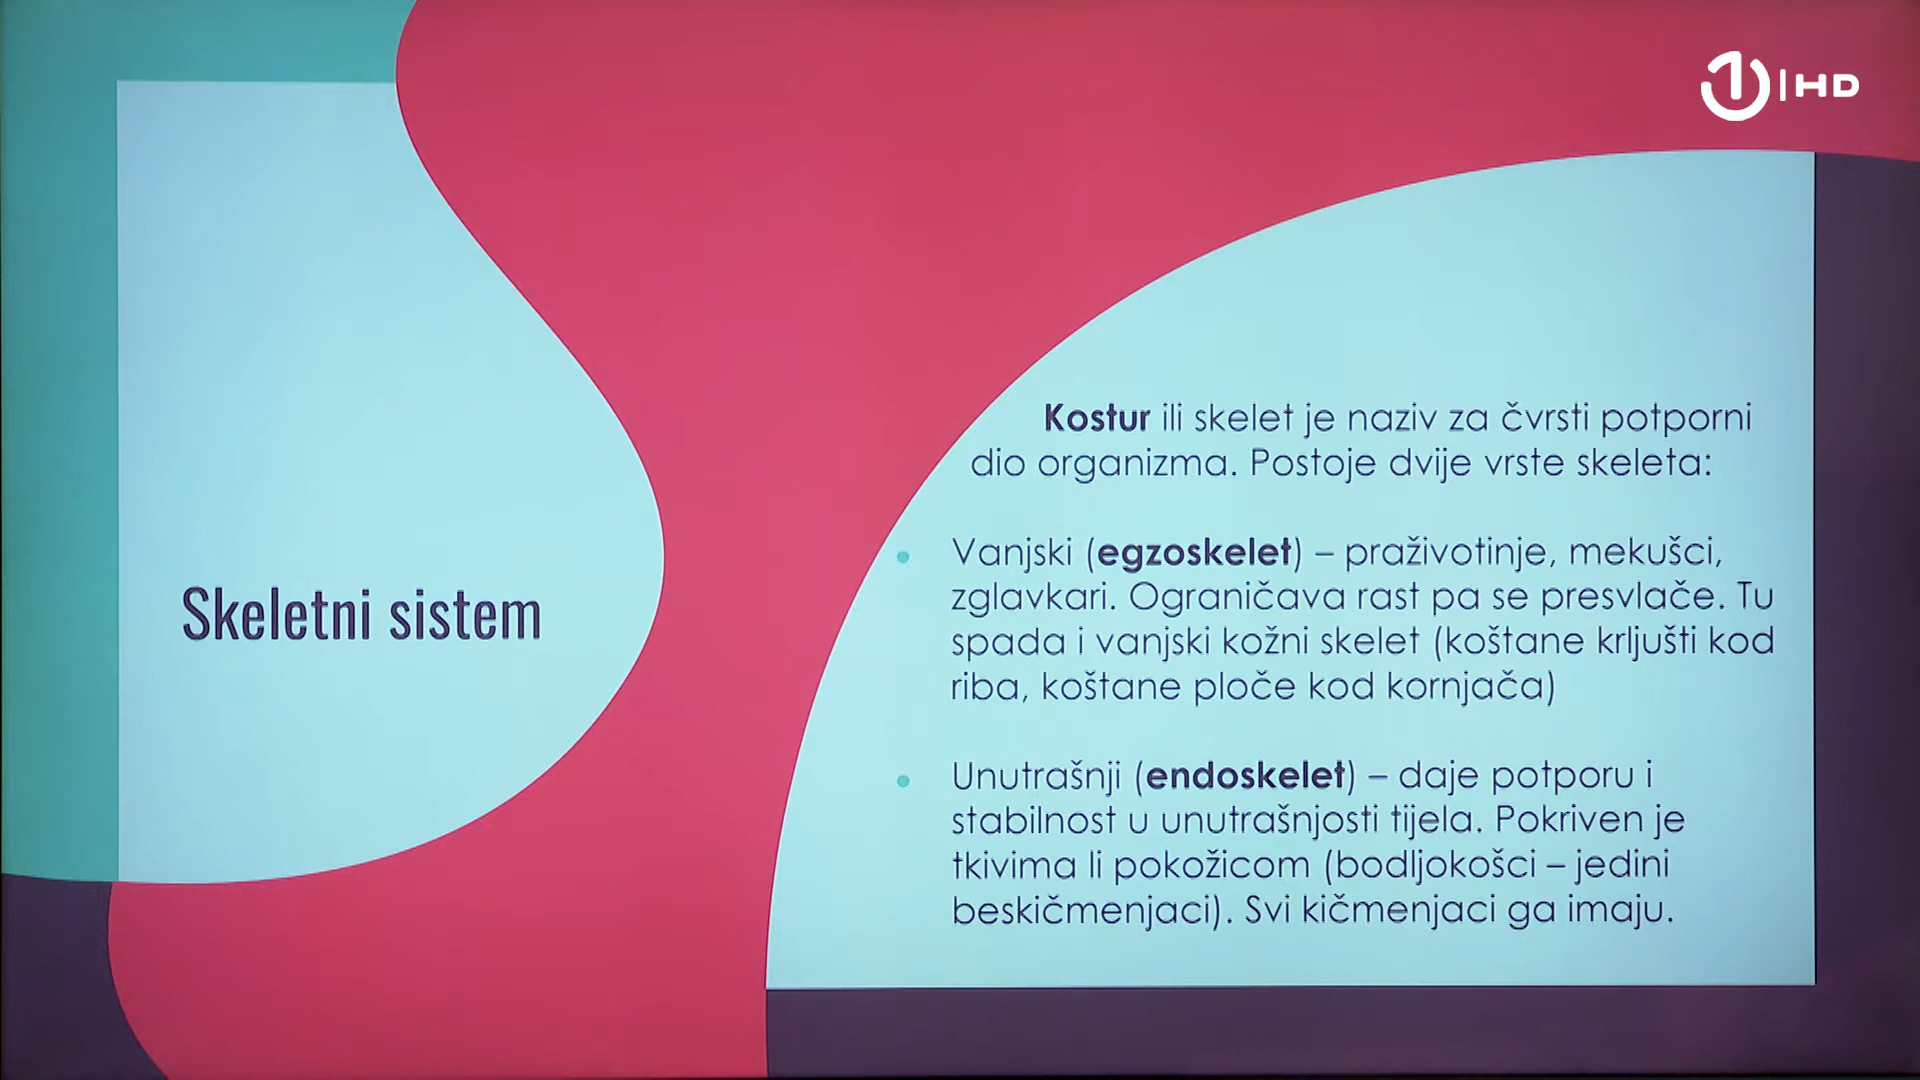 1 | HD
Skeletni sistem
Kostur ili skelet je naziv za čvrsti potporni
dio organizma. Postoje dvije vrste skeleta:
• Vanjski (egzoskelet) – praživotinje, mekušci,
zglavkari. Ograničava rast pa se presvlače. Tu
spada i vanjski kožni skelet (koštane krljušti kod
riba, koštane ploče kod kornjača)
• Unutrašnji (endoskelet) – daje potporu i
stabilnost u unutrašnjosti tijela. Pokriven je
tkivima li pokožicom (bodljokošci – jedini
beskičmenjaci). Svi kičmenjaci ga imaju.